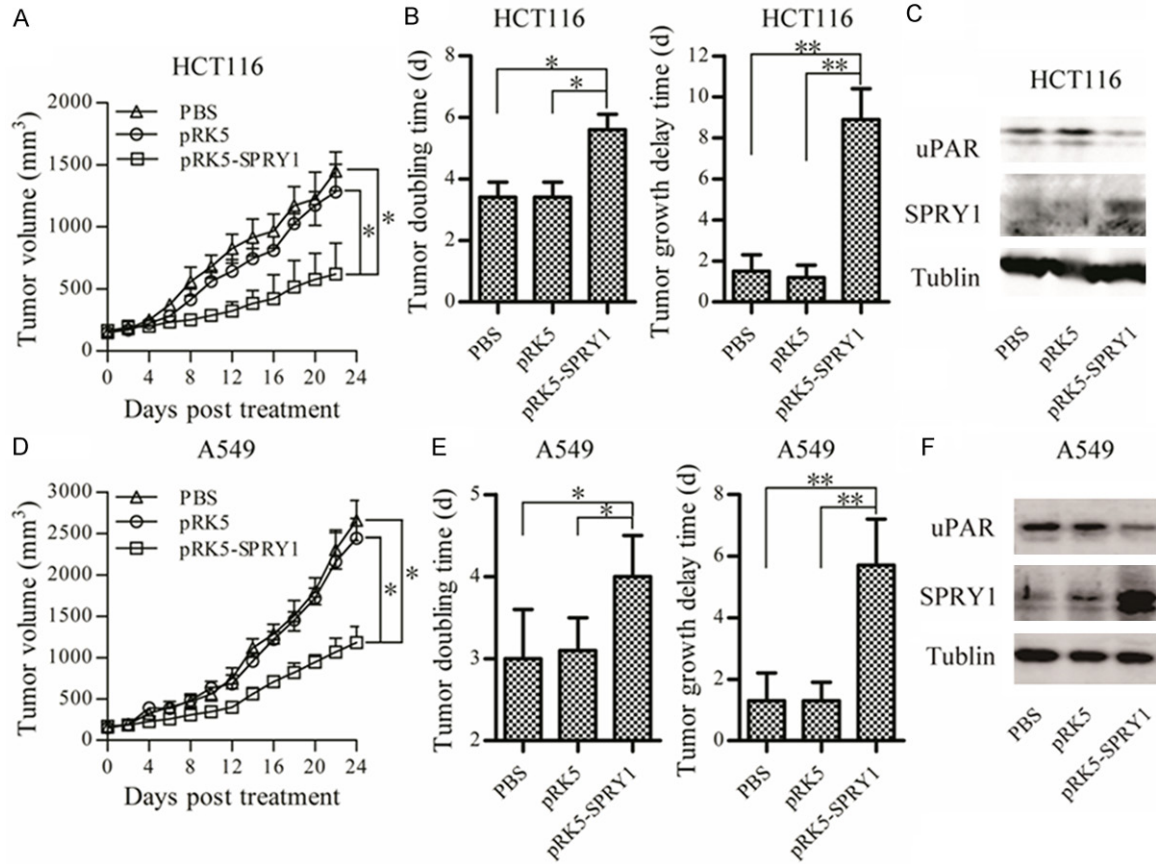 A
HCT116
Tumor volume (mm³)
2000
1500
1000
500
0
PBS
pRK5
pRK5-SPRY1
*
*
0 4 8 12 16 20 24
Days post treatment
B
HCT116
Tumor doubling time (d)
8
6
4
2
0
*
*
PBS
pRK5
pRK5-SPRY1
HCT116
Tumor growth delay time (d)
12
10
8
6
4
2
0
**
**
PBS
pRK5
pRK5-SPRY1
C
HCT116
uPAR
SPRY1
Tublin
PBS
pRK5
pRK5-SPRY1
D
A549
Tumor volume (mm³)
3000
2500
2000
1500
1000
500
0
PBS
pRK5
pRK5-SPRY1
*
*
0 4 8 12 16 20 24
Days post treatment
E
A549
Tumor doubling time (d)
5
4
3
2
*
*
PBS
pRK5
pRK5-SPRY1
A549
Tumor growth delay time (d)
8
6
4
2
0
**
**
PBS
pRK5
pRK5-SPRY1
F
A549
uPAR
SPRY1
Tublin
PBS
pRK5
pRK5-SPRY1